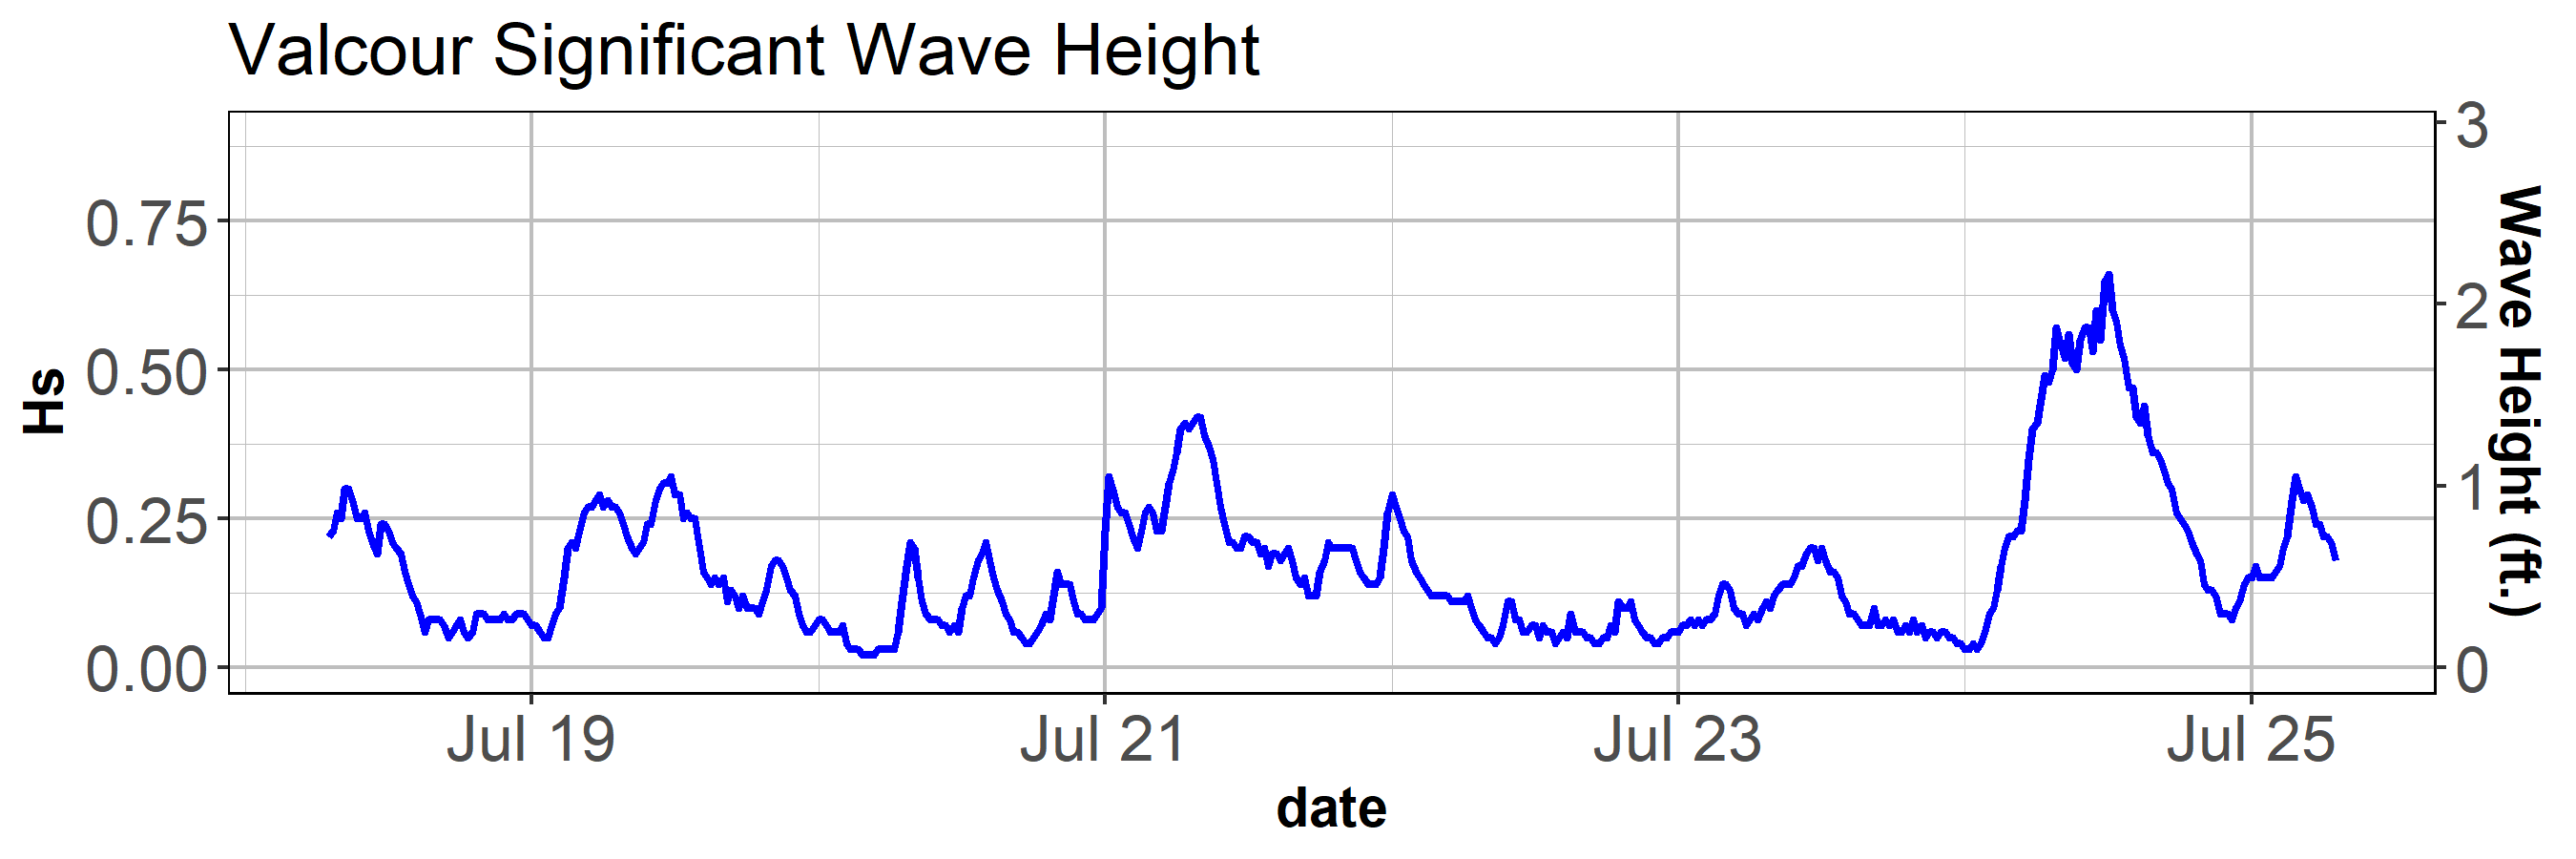 Valcour Significant Wave Height
3
0.75
2
0.50
1
0.25
0.00
0
Hs
Wave Height (ft.)
Jul 19
Jul 21
Jul 23
Jul 25
date